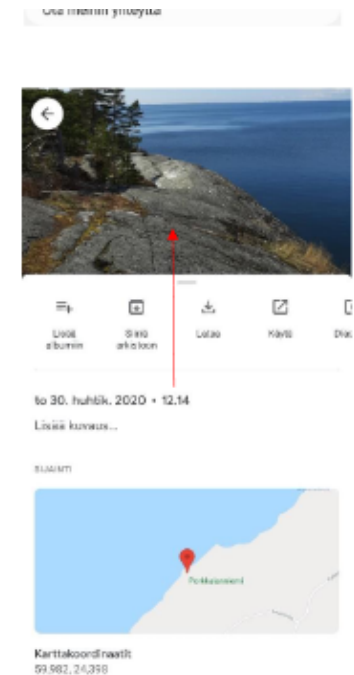 Ota meihin yhteyttä
Lisää
albumiin
Siirrä
arkistoon
Lataa
Käytä
to 30. huhtik. 2020 • 12.14
Lisää kuvaus...
SIJAINTI
Porkkalanniemi
Karttakoordinaatit
59.982, 24,398